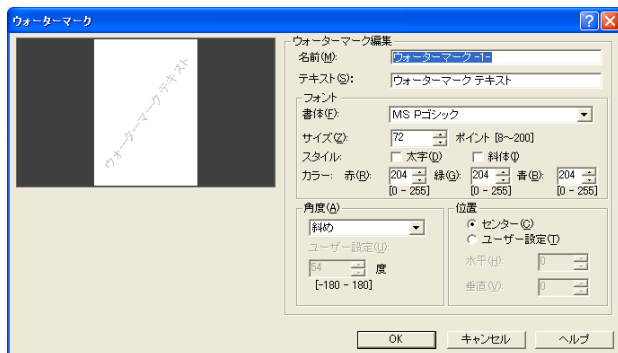 ウォーターマーク
ウォーターマーク テキスト
ウォーターマーク編集
名前(M): ウォーターマーク -1-
テキスト(S): ウォーターマーク テキスト
フォント
書体(F): MS Pゴシック
サイズ(Z): 72 ポイント [8~200]
スタイル: 太字(D) 斜体(I)
カラー: 赤(R): 204 緑(G): 204 青(B): 204
[0 - 255] [0 - 255] [0 - 255]
角度(A)
斜め
ユーザー設定(U):
54 度
[-180 - 180]
位置
センター(C)
ユーザー設定(T)
水平(H): 0
垂直(V): 0
OK キャンセル ヘルプ